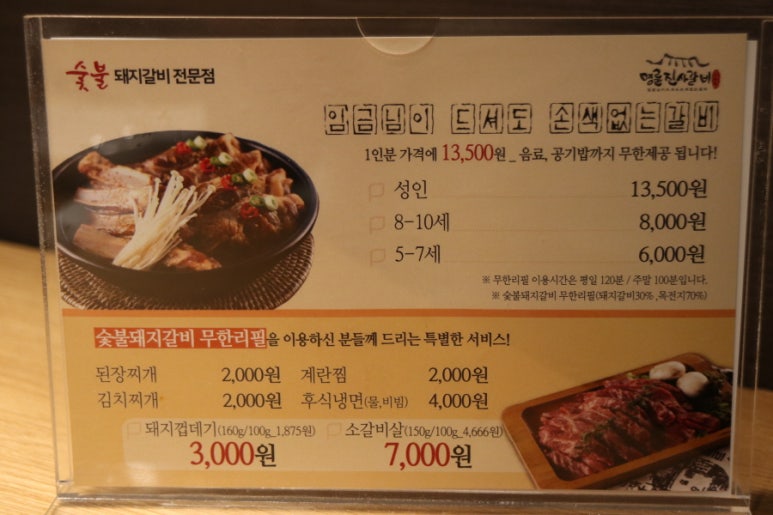 숯불 돼지갈비 전문점
명륜진사갈비
임금님이 드셔도 손색없는 갈비
1인분 가격에 13,500원 _ 음료, 공기밥까지 무한제공 됩니다!
성인 13,500원
8-10세 8,000원
5-7세 6,000원
※ 무한리필 이용시간은 평일 120분 / 주말 100분입니다.
※ 숯불돼지갈비 무한리필(돼지갈비30% ,목전지70%)
숯불돼지갈비 무한리필을 이용하신 분들께 드리는 특별한 서비스!
된장찌개 2,000원 계란찜 2,000원
김치찌개 2,000원 후식냉면(물,비빔) 4,000원
돼지껍데기(160g/100g_1,875원) 소갈비살(150g/100g_4,666원)
3,000원 7,000원